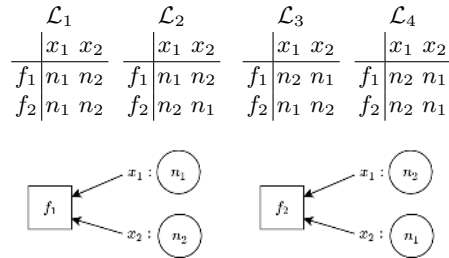 ℒ₁ ℒ₂ ℒ₃ ℒ₄
x₁ x₂ x₁ x₂ x₁ x₂ x₁ x₂
f₁ n₁ n₂ f₁ n₁ n₂ f₁ n₂ n₁ f₁ n₂ n₁
f₂ n₁ n₂ f₂ n₂ n₁ f₂ n₁ n₂ f₂ n₂ n₁
x₁ : n₁ x₁ : n₂
f₁ f₂
x₂ : n₂ x₂ : n₁